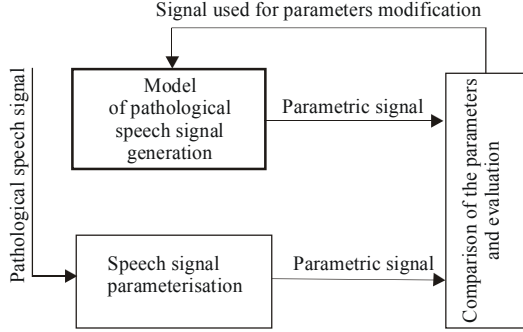 Signal used for parameters modification
Model
of pathological
speech signal
generation
Parametric signal
Pathological speech signal
Comparison of the parameters
and evaluation
Speech signal
parameterisation
Parametric signal